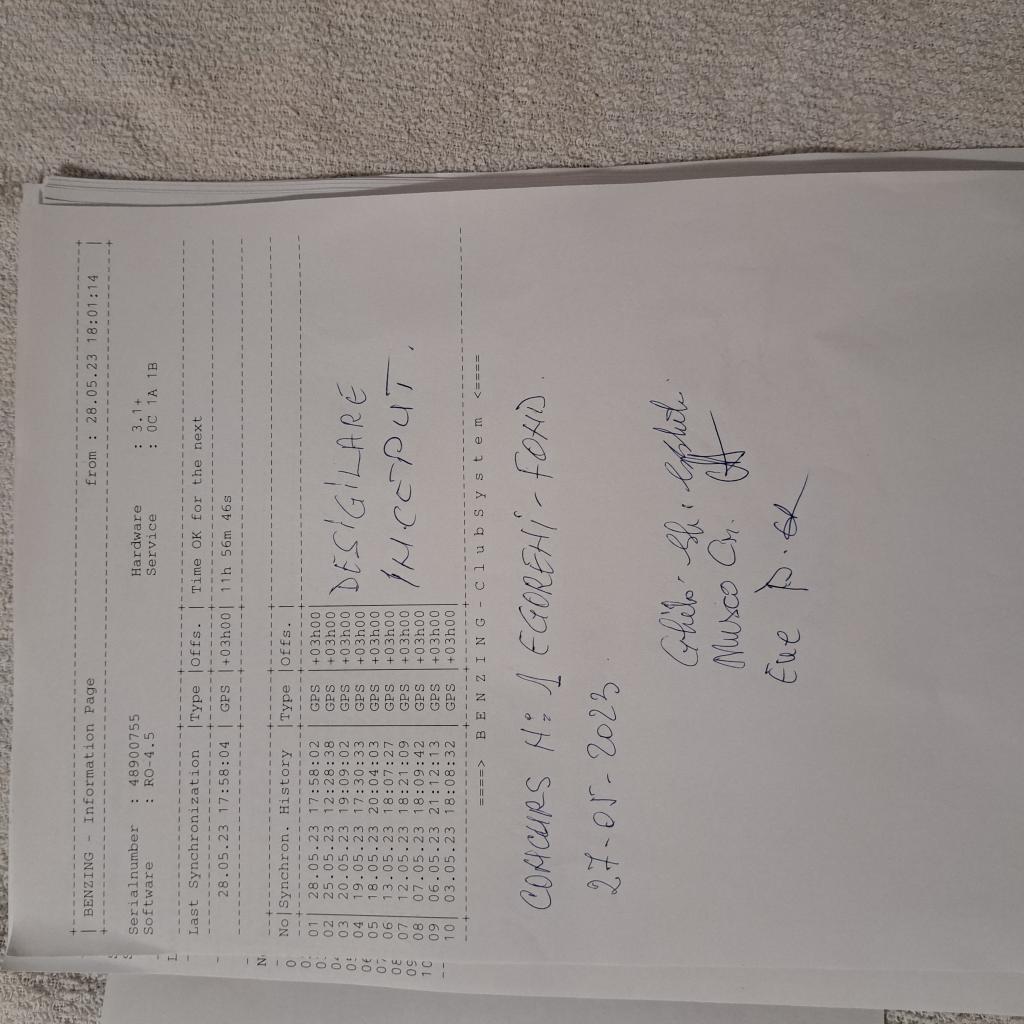 | BENZING - Information Page from : 28.05.23 18:01:14 |
Serialnumber : 48900755 Hardware : 3.1+
Software : RO-4.5 Service : 0C 1A 1B
Last Synchronization |Type |Offs. | Time OK for the next
28.05.23 17:58:04 | GPS |+03h00| 11h 56m 46s
No|Synchron. History |Type |Offs. |
01 28.05.23 17:58:02 GPS +03h00
02 25.05.23 12:28:38 GPS +03h00
03 20.05.23 19:09:02 GPS +03h00
04 19.05.23 17:30:33 GPS +03h00
05 18.05.23 20:04:03 GPS +03h00
06 13.05.23 18:07:27 GPS +03h00
07 12.05.23 18:21:09 GPS +03h00
08 07.05.23 18:09:42 GPS +03h00
09 06.05.23 21:12:13 GPS +03h00
10 03.05.23 18:08:32 GPS +03h00
DESIGILARE
INCEPUT.
====> B E N Z I N G - C l u b S y s t e m <====
CONCURS N: 1 EGORENI - FOND.
27-05-2023.
Musco Cr.
Ene P.